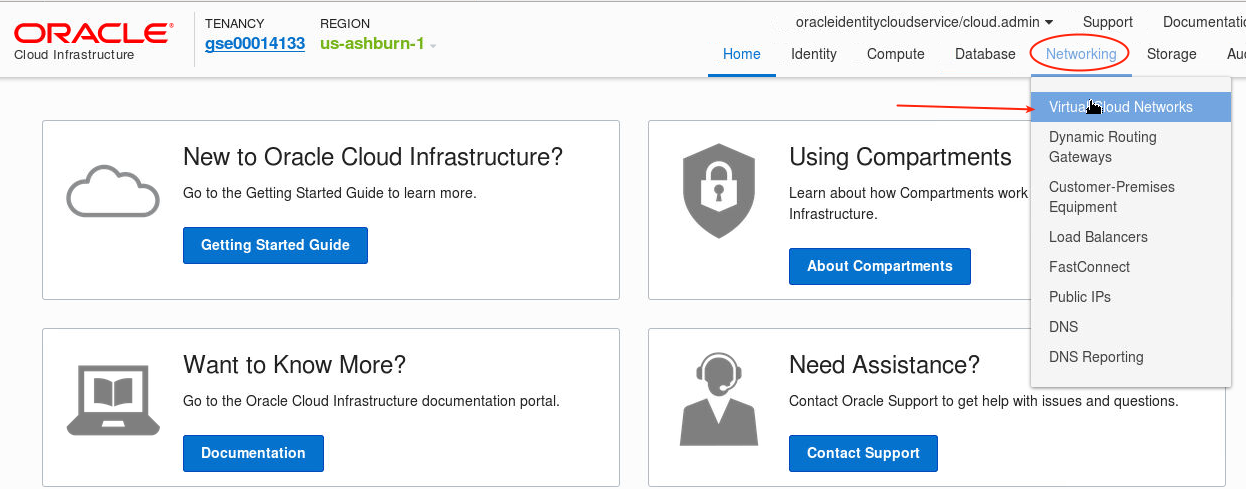 ORACLE®
Cloud Infrastructure
TENANCY
gse00014133
REGION
us-ashburn-1
oracleidentitycloudservice/cloud.admin
Support
Home
Identity
Compute
Database
Networking
Storage
Virtual Cloud Networks
Dynamic Routing
Gateways
Customer-Premises
Equipment
Load Balancers
FastConnect
Public IPs
DNS
DNS Reporting
New to Oracle Cloud Infrastructure?
Go to the Getting Started Guide to learn more.
Getting Started Guide
Using Compartments
Learn about how Compartments work
Infrastructure.
About Compartments
Want to Know More?
Go to the Oracle Cloud Infrastructure documentation portal.
Documentation
Need Assistance?
Contact Oracle Support to get help with issues and questions.
Contact Support